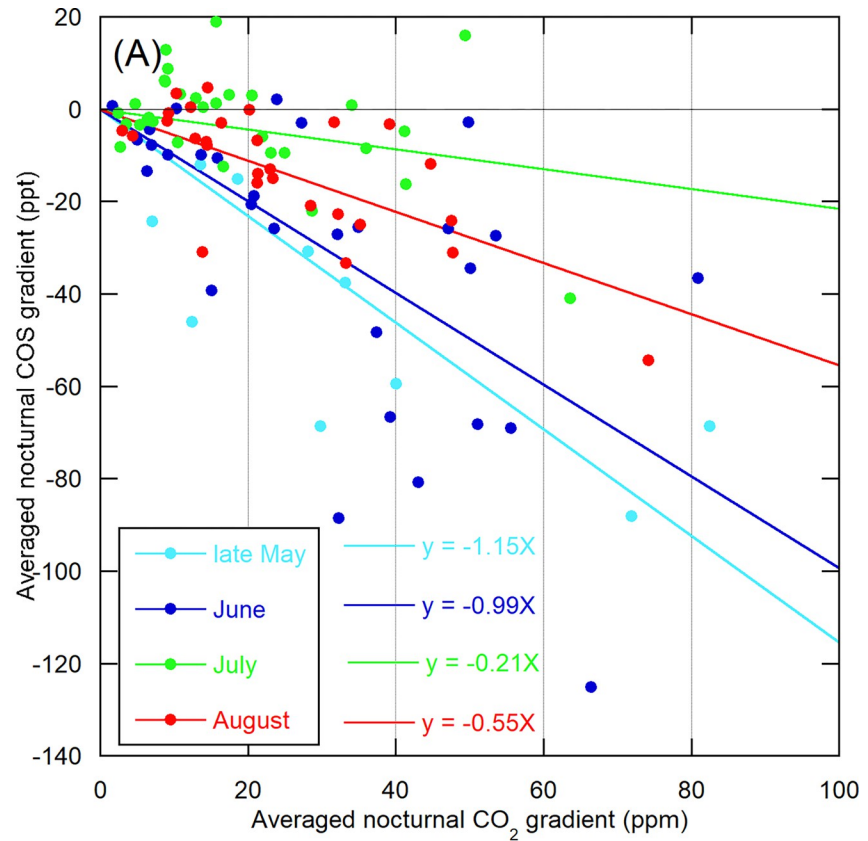 (A)
20
0
-20
-40
-60
-80
-100
-120
-140
Averaged nocturnal COS gradient (ppt)
late May y = -1.15X
June y = -0.99X
July y = -0.21X
August y = -0.55X
0 20 40 60 80 100
Averaged nocturnal CO₂ gradient (ppm)